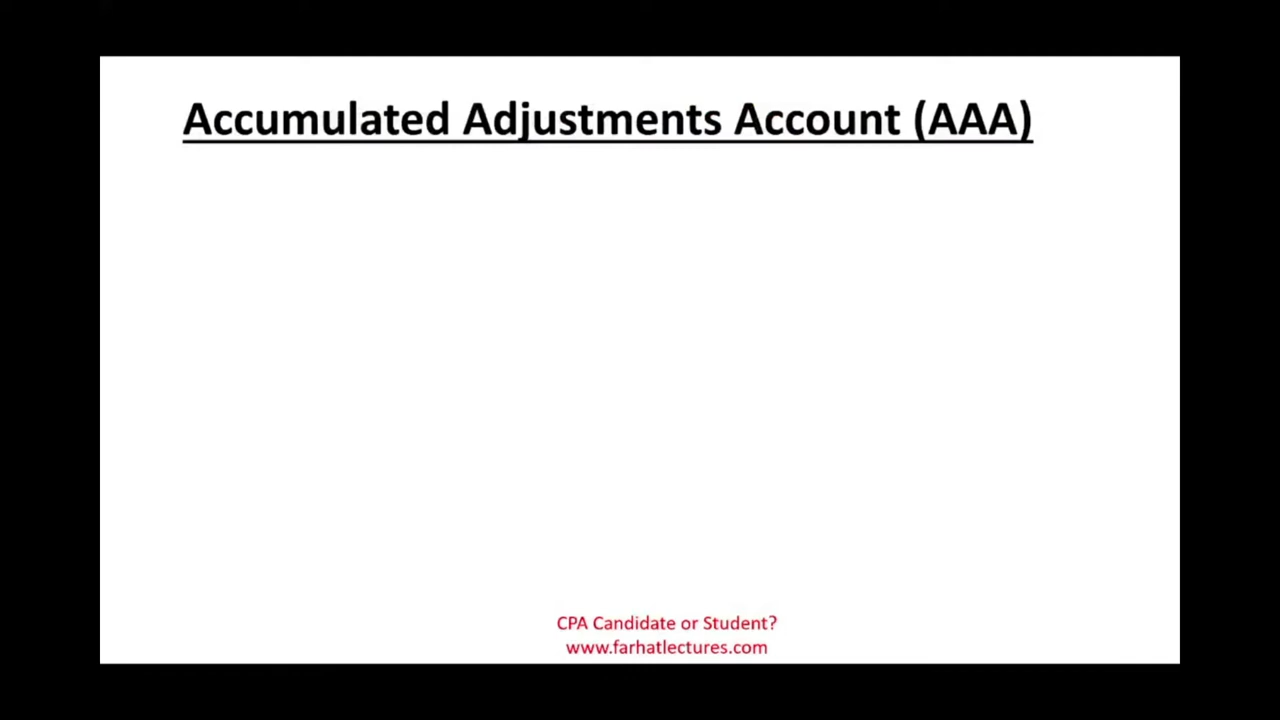 Accumulated Adjustments Account (AAA)
CPA Candidate or Student?
www.farhatlectures.com